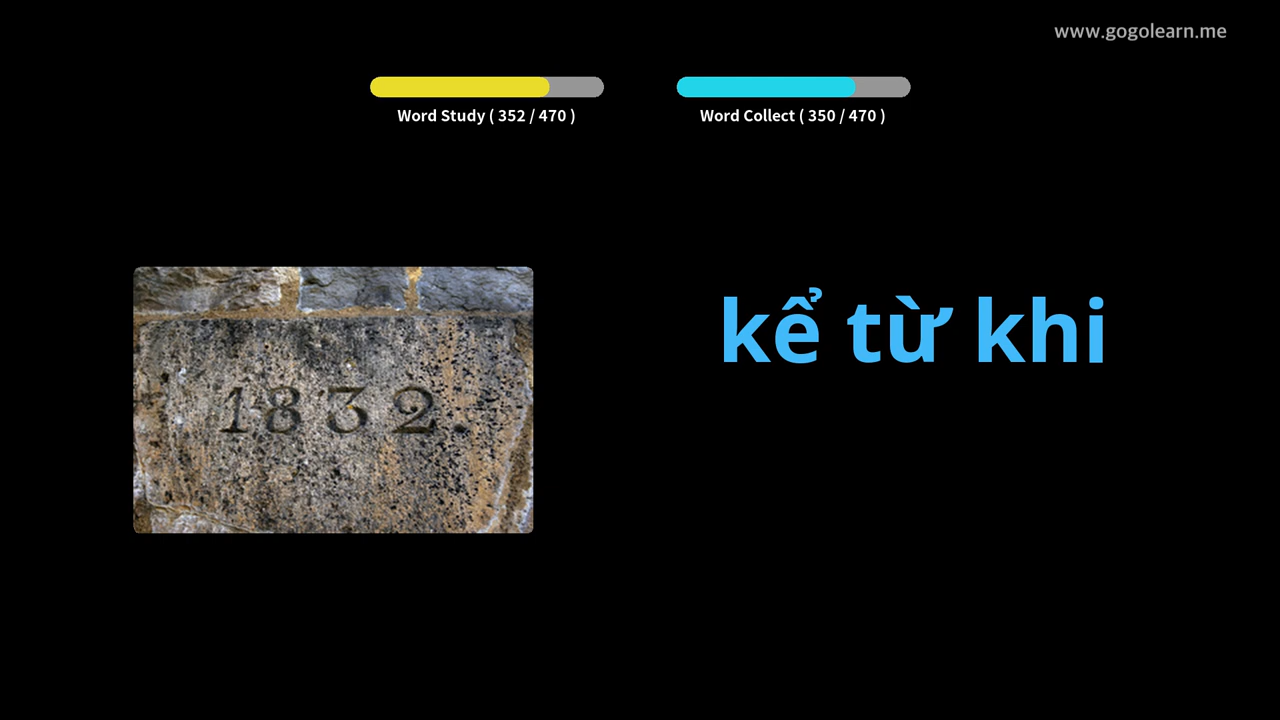 www.gogolearn.me
Word Study ( 352 / 470 )
Word Collect ( 350 / 470 )
kể từ khi
1832.